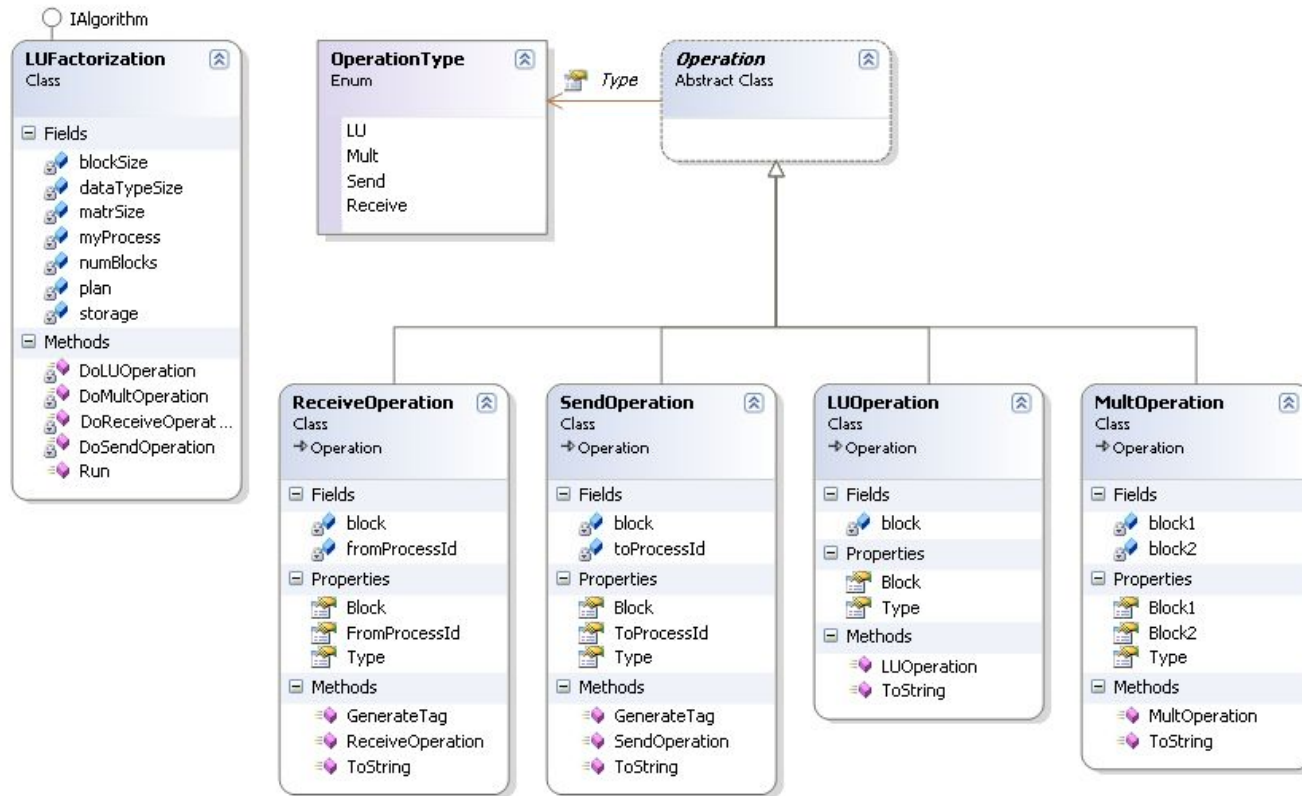 IAlgorithm
LUFactorization
Class
Fields
blockSize
dataTypeSize
matrSize
myProcess
numBlocks
plan
storage
Methods
DoLUOperation
DoMultOperation
DoReceiveOperat...
DoSendOperation
Run
OperationType
Enum
LU
Mult
Send
Receive
Type
Operation
Abstract Class
ReceiveOperation
Class
Operation
Fields
block
fromProcessId
Properties
Block
FromProcessId
Type
Methods
GenerateTag
ReceiveOperation
ToString
SendOperation
Class
Operation
Fields
block
toProcessId
Properties
Block
ToProcessId
Type
Methods
GenerateTag
SendOperation
ToString
LUOperation
Class
Operation
Fields
block
Properties
Block
Type
Methods
LUOperation
ToString
MultOperation
Class
Operation
Fields
block1
block2
Properties
Block1
Block2
Type
Methods
MultOperation
ToString